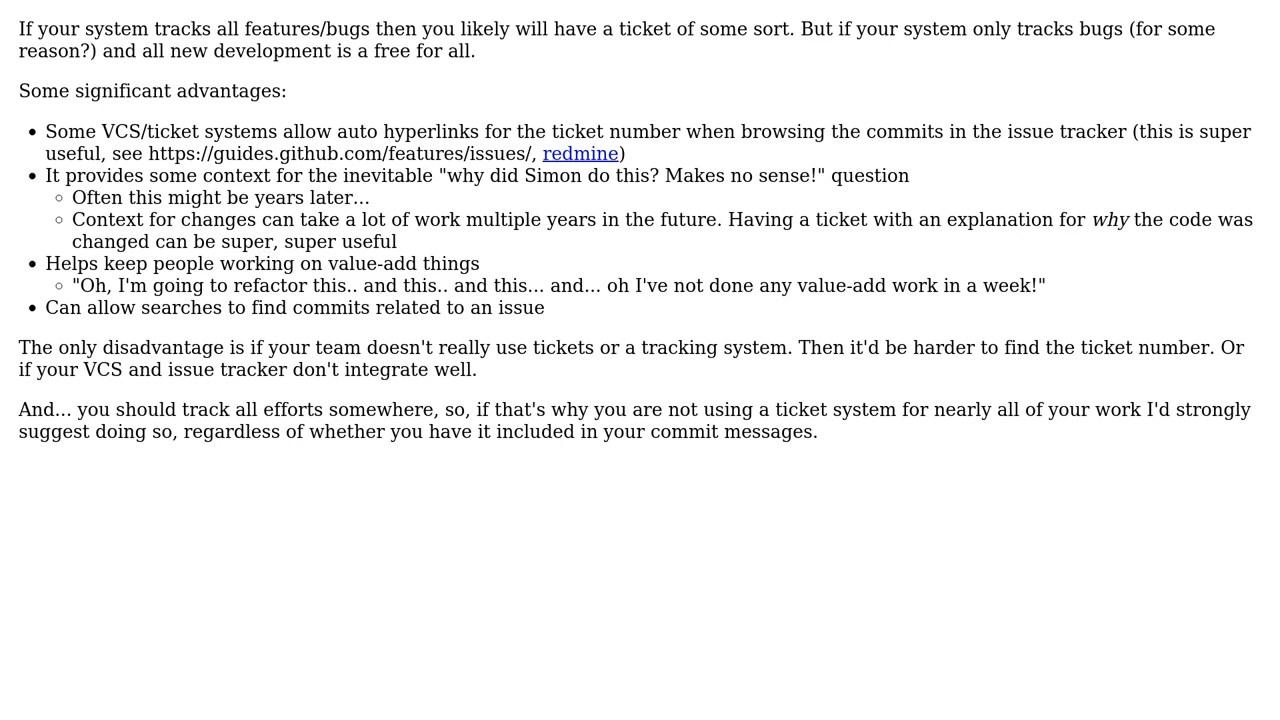 If your system tracks all features/bugs then you likely will have a ticket of some sort. But if your system only tracks bugs (for some
reason?) and all new development is a free for all.
Some significant advantages:
• Some VCS/ticket systems allow auto hyperlinks for the ticket number when browsing the commits in the issue tracker (this is super
useful, see https://guides.github.com/features/issues/, redmine)
• It provides some context for the inevitable "why did Simon do this? Makes no sense!" question
◦ Often this might be years later...
◦ Context for changes can take a lot of work multiple years in the future. Having a ticket with an explanation for why the code was
changed can be super, super useful
• Helps keep people working on value-add things
◦ "Oh, I'm going to refactor this.. and this.. and this... and... oh I've not done any value-add work in a week!"
• Can allow searches to find commits related to an issue
The only disadvantage is if your team doesn't really use tickets or a tracking system. Then it'd be harder to find the ticket number. Or
if your VCS and issue tracker don't integrate well.
And... you should track all efforts somewhere, so, if that's why you are not using a ticket system for nearly all of your work I'd strongly
suggest doing so, regardless of whether you have it included in your commit messages.